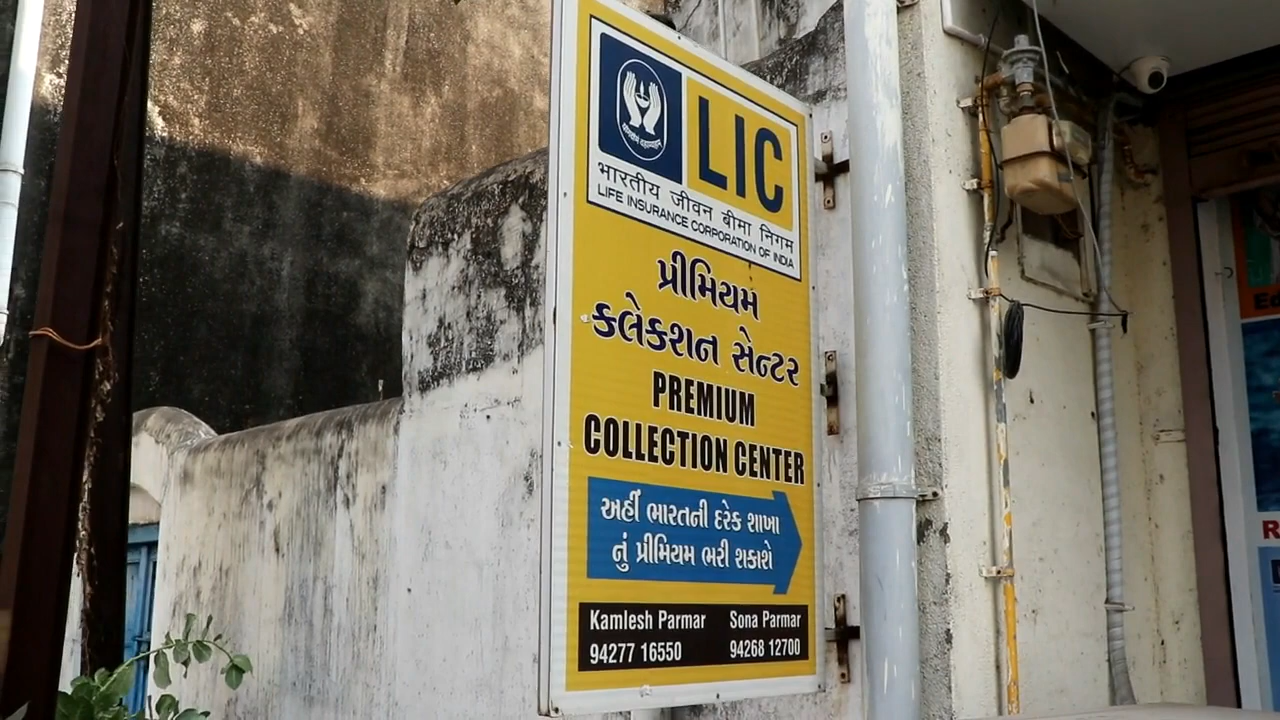 LIC
भारतीय जीवन बीमा निगम
LIFE INSURANCE CORPORATION OF INDIA
પ્રીમિયમ
કલેકશન સેન્ટર
PREMIUM
COLLECTION CENTER
અહીં ભારતની દરેક શાખા
નું પ્રીમિયમ ભરી શકાશે
Kamlesh Parmar Sona Parmar
94277 16550 94268 12700